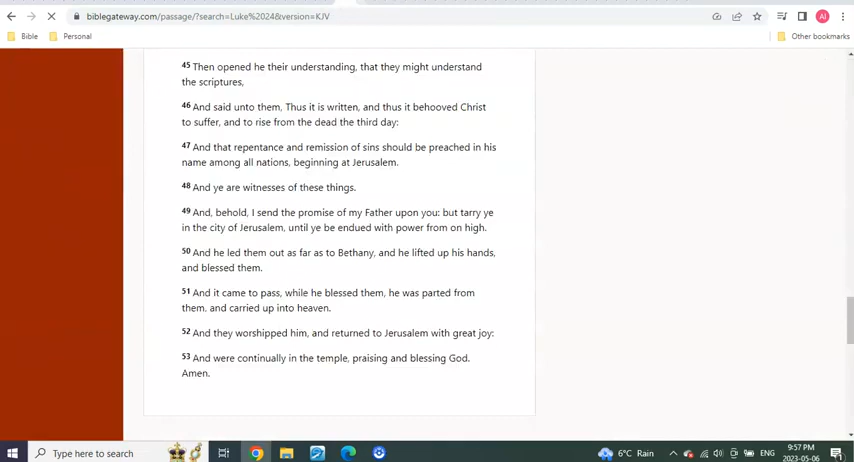 biblegateway.com/passage/?search=Luke%2024&version=KJV
Bible Personal Other bookmarks
45 Then opened he their understanding, that they might understand
the scriptures,
46 And said unto them, Thus it is written, and thus it behooved Christ
to suffer, and to rise from the dead the third day:
47 And that repentance and remission of sins should be preached in his
name among all nations, beginning at Jerusalem.
48 And ye are witnesses of these things.
49 And, behold, I send the promise of my Father upon you: but tarry ye
in the city of Jerusalem, until ye be endued with power from on high.
50 And he led them out as far as to Bethany, and he lifted up his hands,
and blessed them.
51 And it came to pass, while he blessed them, he was parted from
them, and carried up into heaven.
52 And they worshipped him, and returned to Jerusalem with great joy:
53 And were continually in the temple, praising and blessing God.
Amen.
Type here to search 6°C Rain ENG 9:57 PM
2023-05-06